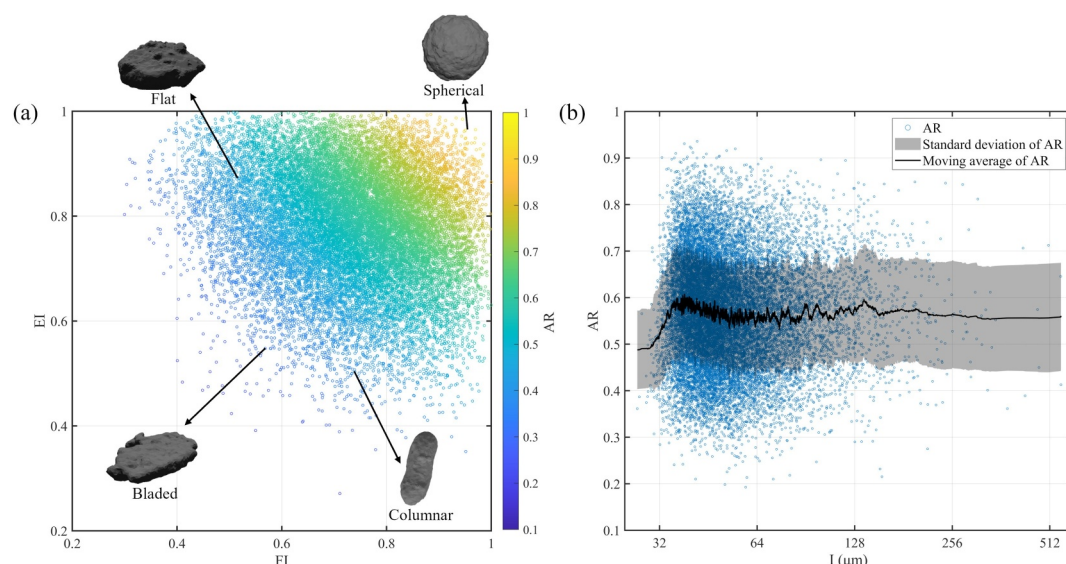 Flat
Spherical
(a)
1
0.8
0.6
0.4
0.2
EI
0.2
0.4
0.6
0.8
1
FI
Bladed
Columnar
1
0.9
0.8
0.7
0.6
0.5
0.4
0.3
0.2
0.1
AR
(b)
1
0.9
0.8
0.7
0.6
0.5
0.4
0.3
0.2
0.1
AR
AR
Standard deviation of AR
Moving average of AR
32
64
128
256
512
I (μm)